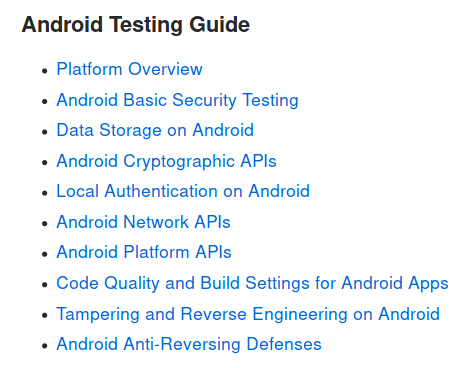 Android Testing Guide
Platform Overview
Android Basic Security Testing
Data Storage on Android
Android Cryptographic APIs
Local Authentication on Android
Android Network APIs
Android Platform APIs
Code Quality and Build Settings for Android Apps
Tampering and Reverse Engineering on Android
Android Anti-Reversing Defenses